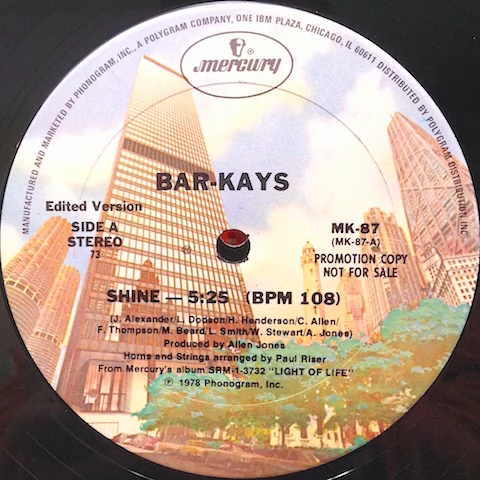 MANUFACTURED AND MARKETED BY PHONOGRAM, INC., A POLYGRAM COMPANY, ONE IBM PLAZA, CHICAGO, IL 60611 DISTRIBUTED BY POLYGRAM DISTRIBUTION, INC.
mercury
BAR-KAYS
Edited Version
SIDE A
STEREO
73
MK-87
(MK-87-A)
PROMOTION COPY
NOT FOR SALE
SHINE — 5:25 (BPM 108)
(J. Alexander/L. Dodson/H. Henderson/C. Allen/
F. Thompson/M. Beard/L. Smith/W. Stewart/A. Jones)
Produced by Allen Jones
Horns and Strings arranged by Paul Riser
From Mercury's album SRM-1-3732 "LIGHT OF LIFE"
℗ 1978 Phonogram, Inc.